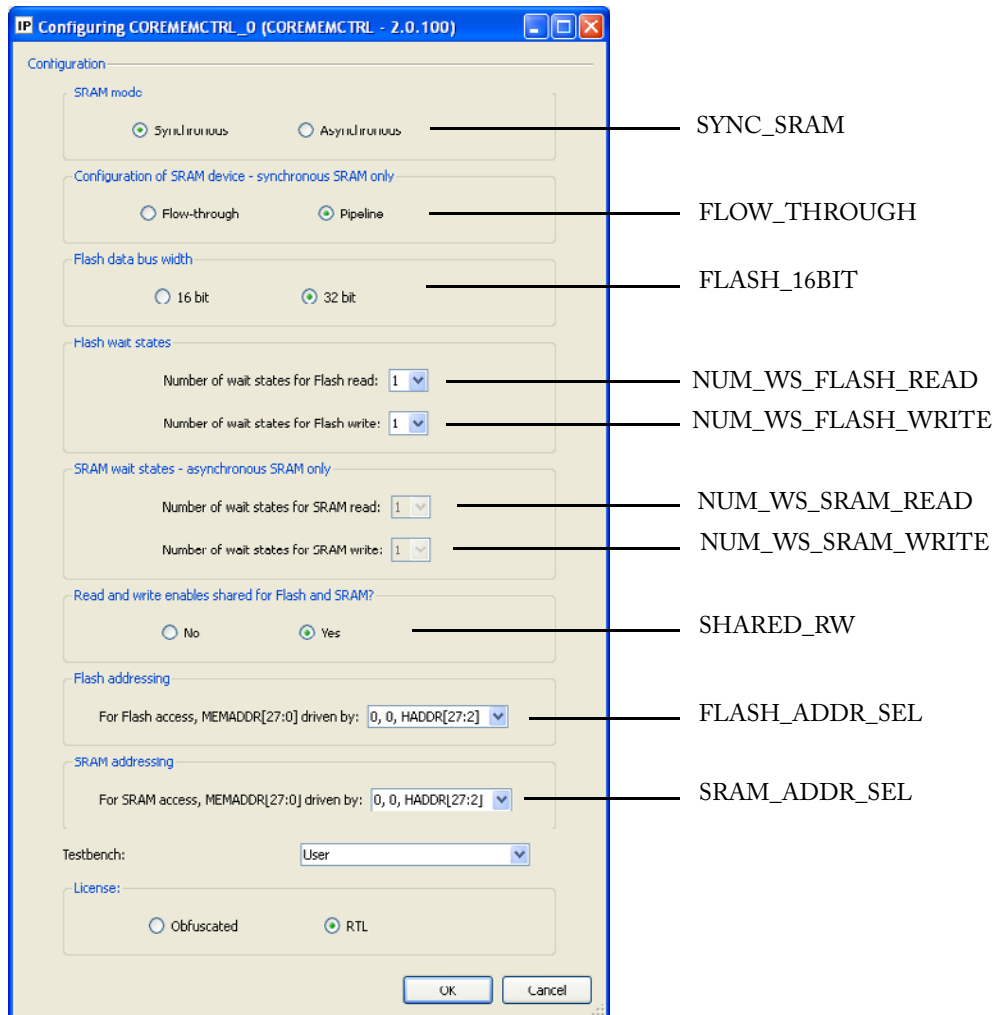 IP Configuring COREMEMCTRL_0 (COREMEMCTRL - 2.0.100)
Configuration
SRAM mode
Synchronous Asynchronous SYNC_SRAM
Configuration of SRAM device - synchronous SRAM only
Flow-through Pipeline FLOW_THROUGH
Flash data bus width
16 bit 32 bit FLASH_16BIT
Flash wait states
Number of wait states for Flash read: 1 NUM_WS_FLASH_READ
Number of wait states for Flash write: 1 NUM_WS_FLASH_WRITE
SRAM wait states - asynchronous SRAM only
Number of wait states for SRAM read: 1 NUM_WS_SRAM_READ
Number of wait states for SRAM write: 1 NUM_WS_SRAM_WRITE
Read and write enables shared for Flash and SRAM?
No Yes SHARED_RW
Flash addressing
For Flash access, MEMADDR[27:0] driven by: 0, 0, HADDR[27:2] FLASH_ADDR_SEL
SRAM addressing
For SRAM access, MEMADDR[27:0] driven by: 0, 0, HADDR[27:2] SRAM_ADDR_SEL
Testbench: User
License:
Obfuscated RTL
OK Cancel